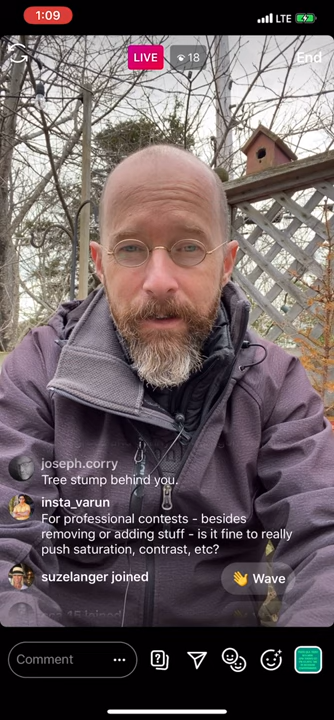 1:09
LTE
LIVE
18
End
joseph.corry
Tree stump behind you.
insta_varun
For professional contests - besides
removing or adding stuff - is it fine to really
push saturation, contrast, etc?
suzelanger joined
👋 Wave
joined
Comment